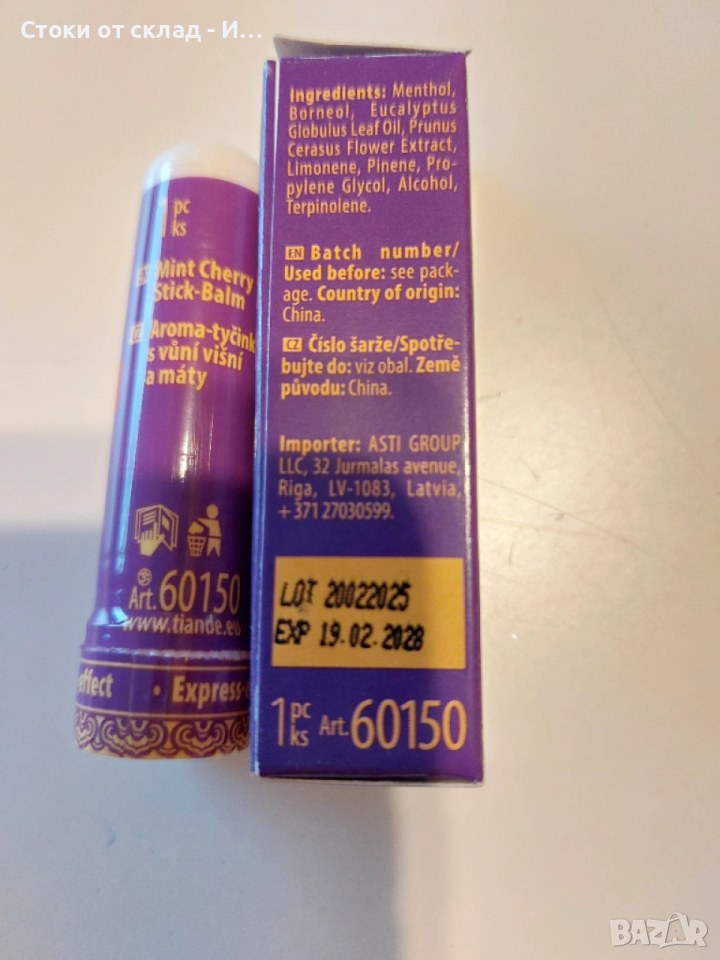 Стоки от склад - И...
Ingredients: Menthol,
Borneol, Eucalyptus
Globulus Leaf Oil, Prunus
Cerasus Flower Extract,
Limonene, Pinene, Pro-
pylene Glycol, Alcohol,
Terpinolene.
EN Batch number/
Used before: see pack-
age. Country of origin:
China.
CZ Číslo šarže/Spotře-
bujte do: viz obal. Země
původu: China.
Importer: ASTI GROUP
LLC, 32 Jurmalas avenue,
Riga, LV-1083, Latvia,
+371 27030599.
LOT 20022025
EXP 19.02.2028
1 pc
ks Art. 60150
1 pc
ks
EN Mint Cherry
Stick-Balm
CZ Aroma-tyčink
s vůní višní
a máty
Art. 60150
www.tiande.eu
effect • Express-
BAZAR